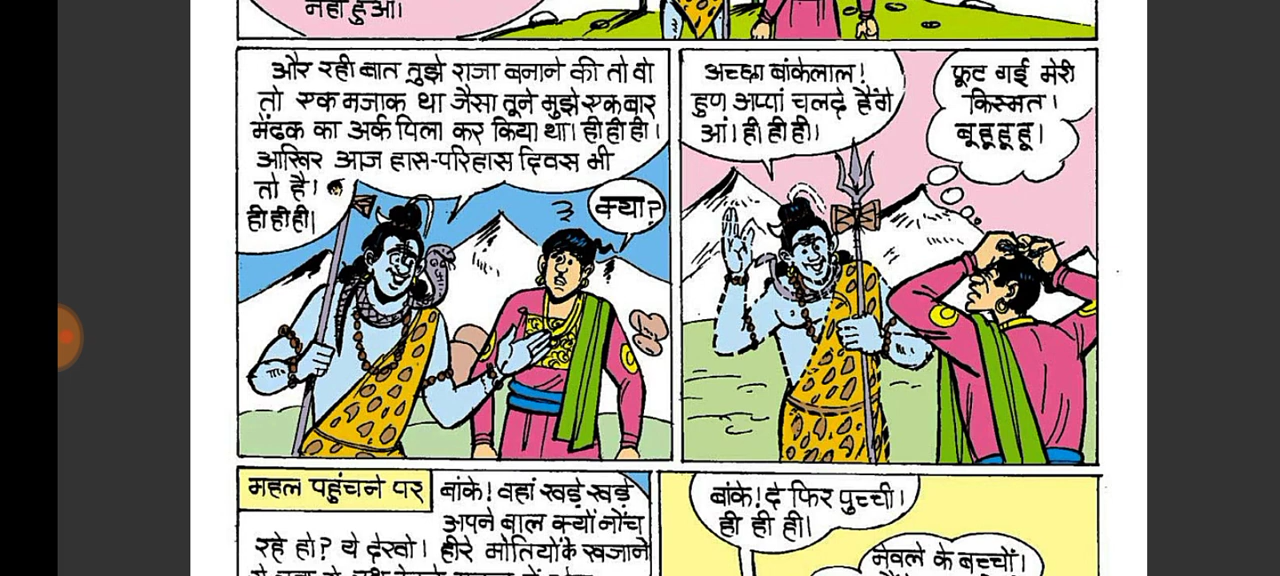 नहीं हुआ।
और रही बात तुझे राजा बनाने की तो वो
तो एक मजाक था जैसा तूने मुझे एक बार
मेंढक का अर्क पिला कर किया था। ही ही ही।
आखिर आज हास-परिहास दिवस भी
तो है।
ही ही ही।
क्या?
अच्छा बांकेलाल!
हुण अप्पां चलदे हैंगे
आं। ही ही ही।
फूट गई मेरी
किस्मत।
बूहूहूहू।
महल पहुंचने पर
बांके! वहां खड़े-खड़े
अपने बाल क्यों नोंच
रहे हो? ये देखो। हीरे मोतियों के खजाने
बांके! दे फिर पुच्ची।
ही ही ही।
नेवले के बच्चों।